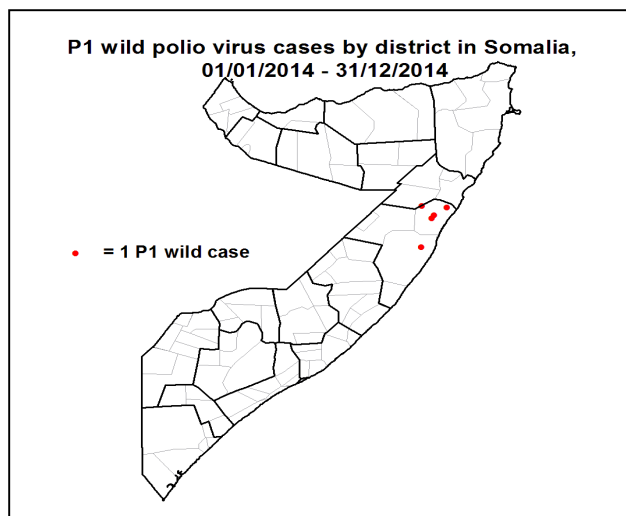 P1 wild polio virus cases by district in Somalia,
01/01/2014 - 31/12/2014
= 1 P1 wild case